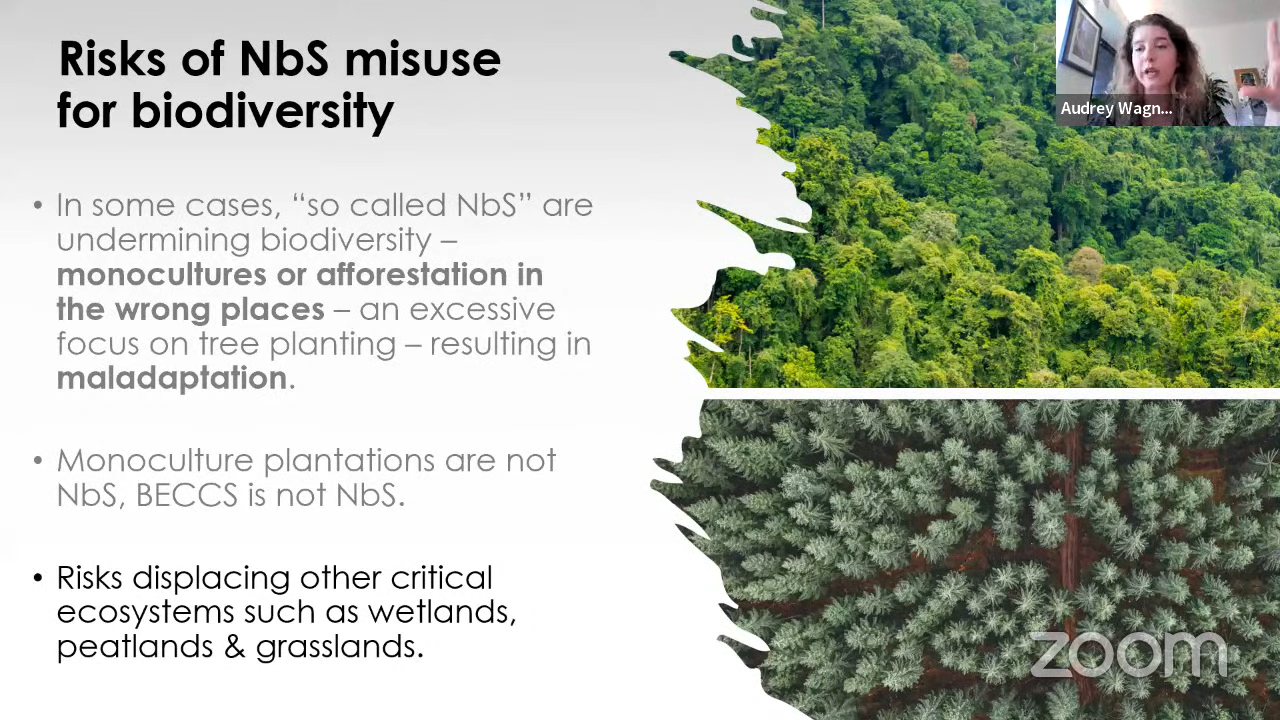 Risks of NbS misuse
for biodiversity
Audrey Wagn...
• In some cases, “so called NbS” are
undermining biodiversity –
monocultures or afforestation in
the wrong places – an excessive
focus on tree planting – resulting in
maladaptation.
• Monoculture plantations are not
NbS, BECCS is not NbS.
• Risks displacing other critical
ecosystems such as wetlands,
peatlands & grasslands.
zoom